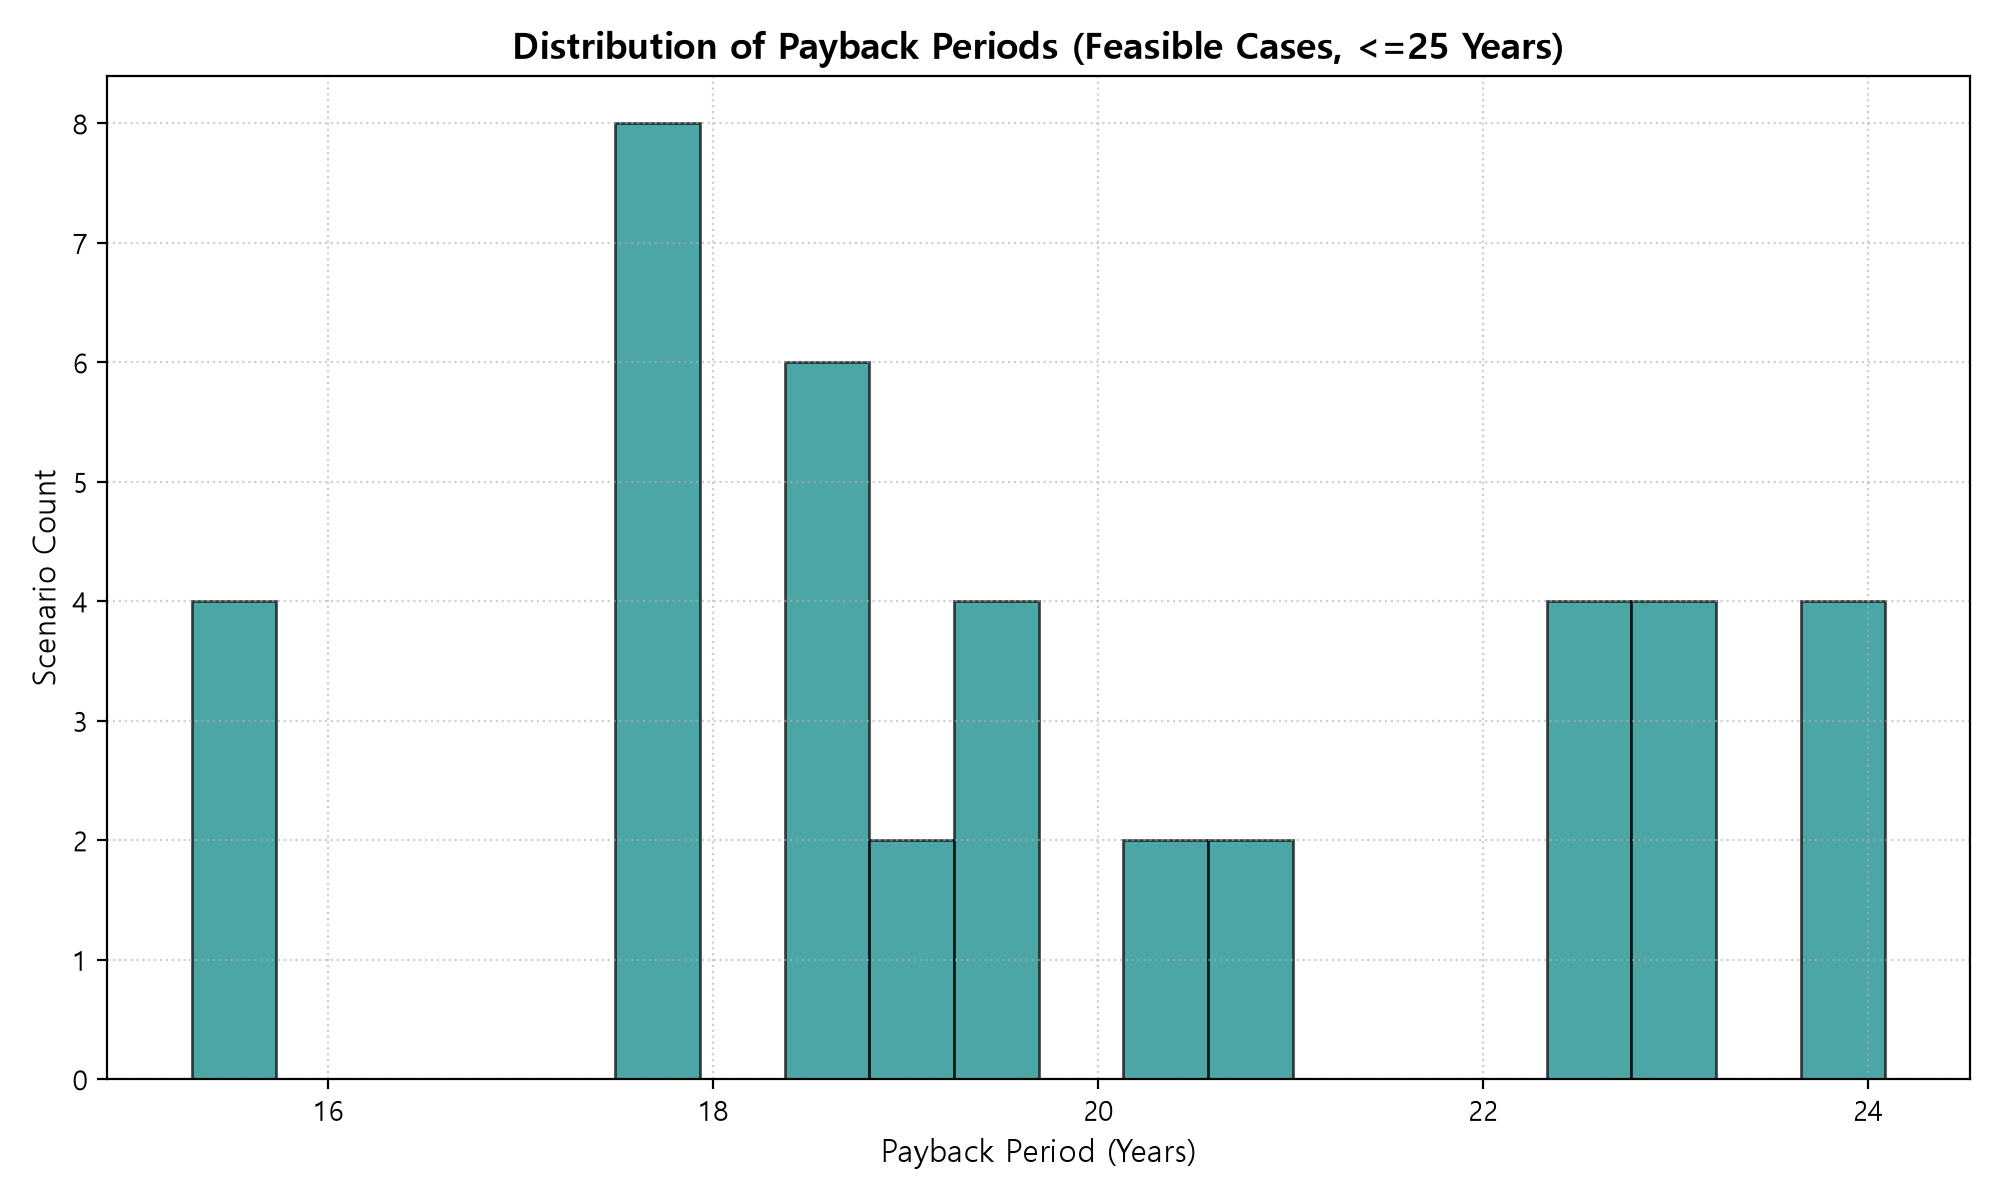 Distribution of Payback Periods (Feasible Cases, <=25 Years)
8
7
6
5
4
3
2
1
0
Scenario Count
16 18 20 22 24
Payback Period (Years)